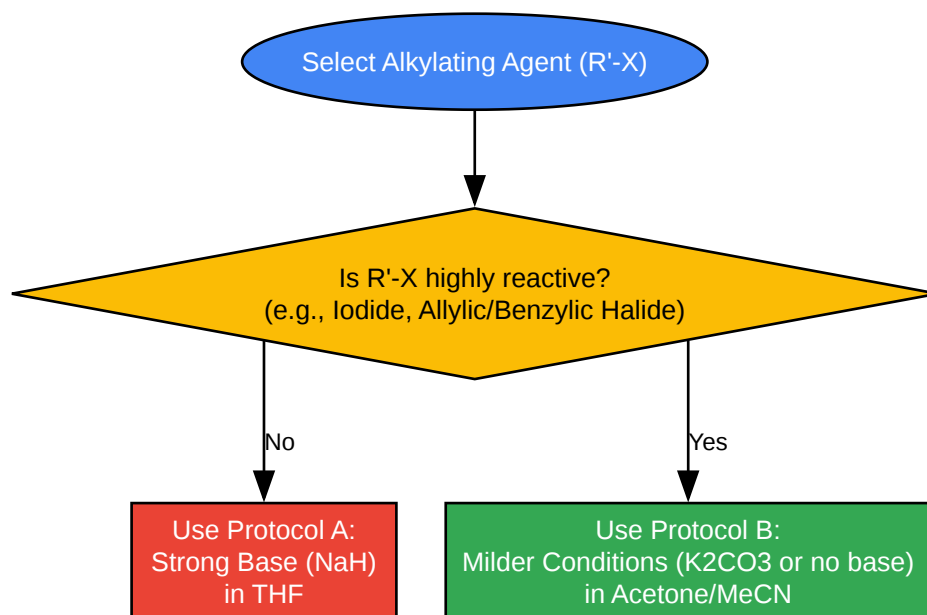 Select Alkylating Agent (R'-X)
Is R'-X highly reactive?
(e.g., Iodide, Allylic/Benzylic Halide)
No
Yes
Use Protocol A:
Strong Base (NaH)
in THF
Use Protocol B:
Milder Conditions (K2CO3 or no base)
in Acetone/MeCN